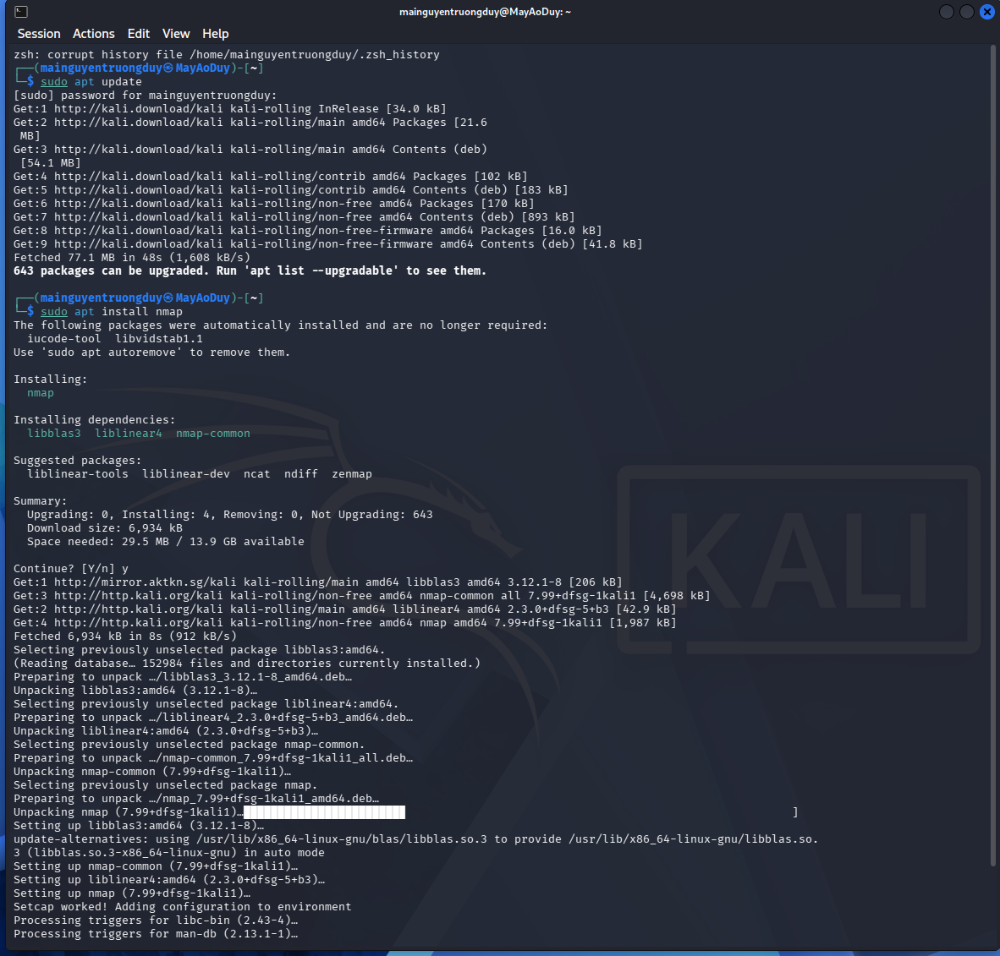 mainguyentruongduy@MayAoDuy: ~
Session Actions Edit View Help
zsh: corrupt history file /home/mainguyentruongduy/.zsh_history
┌──(mainguyentruongduy㉿MayAoDuy)-[~]
└─$ sudo apt update
[sudo] password for mainguyentruongduy:
Get:1 http://kali.download/kali kali-rolling InRelease [34.0 kB]
Get:2 http://kali.download/kali kali-rolling/main amd64 Packages [21.6
 MB]
Get:3 http://kali.download/kali kali-rolling/main amd64 Contents (deb)
 [54.1 MB]
Get:4 http://kali.download/kali kali-rolling/contrib amd64 Packages [102 kB]
Get:5 http://kali.download/kali kali-rolling/contrib amd64 Contents (deb) [183 kB]
Get:6 http://kali.download/kali kali-rolling/non-free amd64 Packages [170 kB]
Get:7 http://kali.download/kali kali-rolling/non-free amd64 Contents (deb) [893 kB]
Get:8 http://kali.download/kali kali-rolling/non-free-firmware amd64 Packages [16.0 kB]
Get:9 http://kali.download/kali kali-rolling/non-free-firmware amd64 Contents (deb) [41.8 kB]
Fetched 77.1 MB in 48s (1,608 kB/s)
643 packages can be upgraded. Run 'apt list --upgradable' to see them.
┌──(mainguyentruongduy㉿MayAoDuy)-[~]
└─$ sudo apt install nmap
The following packages were automatically installed and are no longer required:
  iucode-tool  libvidstab1.1
Use 'sudo apt autoremove' to remove them.
Installing:
  nmap
Installing dependencies:
  libblas3  liblinear4  nmap-common
Suggested packages:
  liblinear-tools  liblinear-dev  ncat  ndiff  zenmap
Summary:
  Upgrading: 0, Installing: 4, Removing: 0, Not Upgrading: 643
  Download size: 6,934 kB
  Space needed: 29.5 MB / 13.9 GB available
Continue? [Y/n] y
Get:1 http://mirror.aktkn.sg/kali kali-rolling/main amd64 libblas3 amd64 3.12.1-8 [206 kB]
Get:3 http://http.kali.org/kali kali-rolling/non-free amd64 nmap-common all 7.99+dfsg-1kali1 [4,698 kB]
Get:2 http://http.kali.org/kali kali-rolling/main amd64 liblinear4 amd64 2.3.0+dfsg-5+b3 [42.9 kB]
Get:4 http://http.kali.org/kali kali-rolling/non-free amd64 nmap amd64 7.99+dfsg-1kali1 [1,987 kB]
Fetched 6,934 kB in 8s (912 kB/s)
Selecting previously unselected package libblas3:amd64.
(Reading database… 152984 files and directories currently installed.)
Preparing to unpack …/libblas3_3.12.1-8_amd64.deb…
Unpacking libblas3:amd64 (3.12.1-8)…
Selecting previously unselected package liblinear4:amd64.
Preparing to unpack …/liblinear4_2.3.0+dfsg-5+b3_amd64.deb…
Unpacking liblinear4:amd64 (2.3.0+dfsg-5+b3)…
Selecting previously unselected package nmap-common.
Preparing to unpack …/nmap-common_7.99+dfsg-1kali1_all.deb…
Unpacking nmap-common (7.99+dfsg-1kali1)…
Selecting previously unselected package nmap.
Preparing to unpack …/nmap_7.99+dfsg-1kali1_amd64.deb…
Unpacking nmap (7.99+dfsg-1kali1)…████████████████████████ ]
Setting up libblas3:amd64 (3.12.1-8)…
update-alternatives: using /usr/lib/x86_64-linux-gnu/blas/libblas.so.3 to provide /usr/lib/x86_64-linux-gnu/libblas.so.
3 (libblas.so.3-x86_64-linux-gnu) in auto mode
Setting up nmap-common (7.99+dfsg-1kali1)…
Setting up liblinear4:amd64 (2.3.0+dfsg-5+b3)…
Setting up nmap (7.99+dfsg-1kali1)…
Setcap worked! Adding configuration to environment
Processing triggers for libc-bin (2.43-4)…
Processing triggers for man-db (2.13.1-1)…
KALI